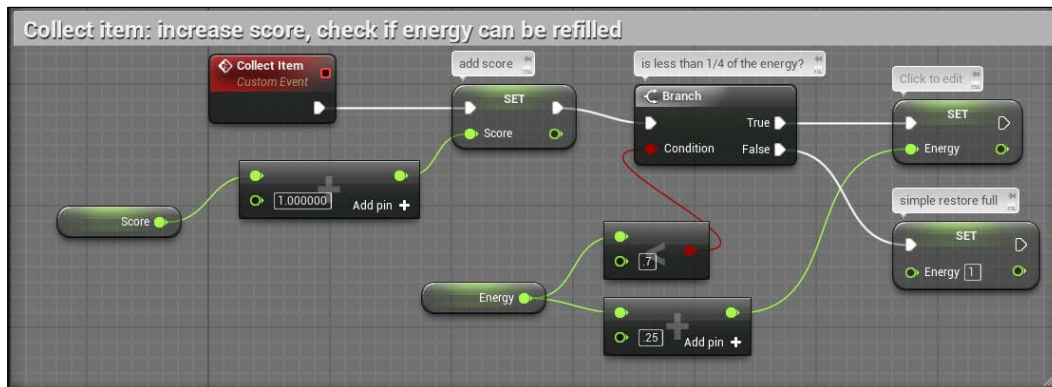 Collect item: increase score, check if energy can be refilled
Collect Item
Custom Event
add score
SET
Score
is less than 1/4 of the energy?
Branch
True
Condition
False
Click to edit
SET
Energy
1.000000
Add pin +
Score
simple restore full
SET
Energy 1
<
.7
Energy
+
.25
Add pin +